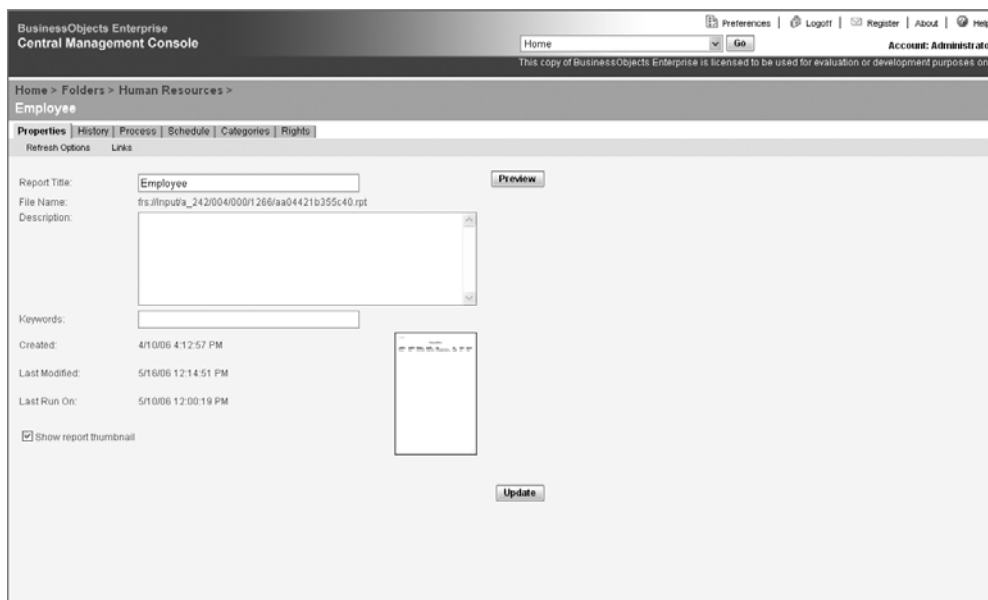 BusinessObjects Enterprise
Central Management Console
Preferences | Logoff | Register | About | Help
Home Go Account: Administrato
This copy of BusinessObjects Enterprise is licensed to be used for evaluation or development purposes on
Home > Folders > Human Resources >
Employee
Properties | History | Process | Schedule | Categories | Rights |
Refresh Options Links
Report Title: Employee Preview
File Name: frs://Input/a_242/004/000/1266/aa04421b355c40.rpt
Description:
Keywords:
Created: 4/10/06 4:12:57 PM
Last Modified: 5/16/06 12:14:51 PM
Last Run On: 5/10/06 12:00:19 PM
Show report thumbnail
Update